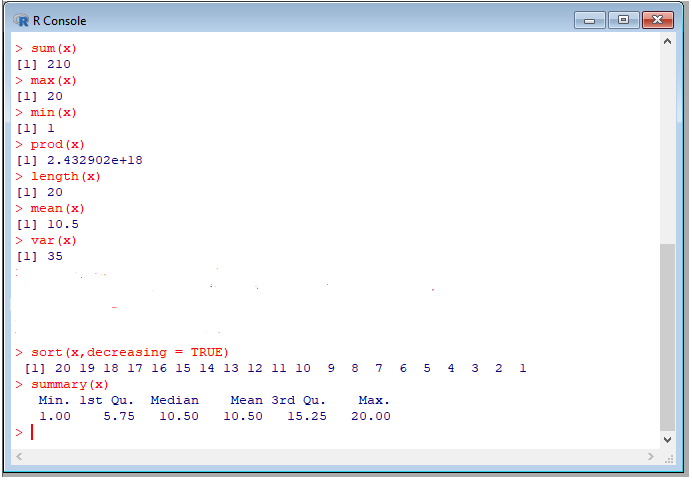 R Console
> sum(x)
[1] 210
> max(x)
[1] 20
> min(x)
[1] 1
> prod(x)
[1] 2.432902e+18
> length(x)
[1] 20
> mean(x)
[1] 10.5
> var(x)
[1] 35
> sort(x,decreasing = TRUE)
[1] 20 19 18 17 16 15 14 13 12 11 10 9 8 7 6 5 4 3 2 1
> summary(x)
Min. 1st Qu. Median Mean 3rd Qu. Max.
1.00 5.75 10.50 10.50 15.25 20.00
>